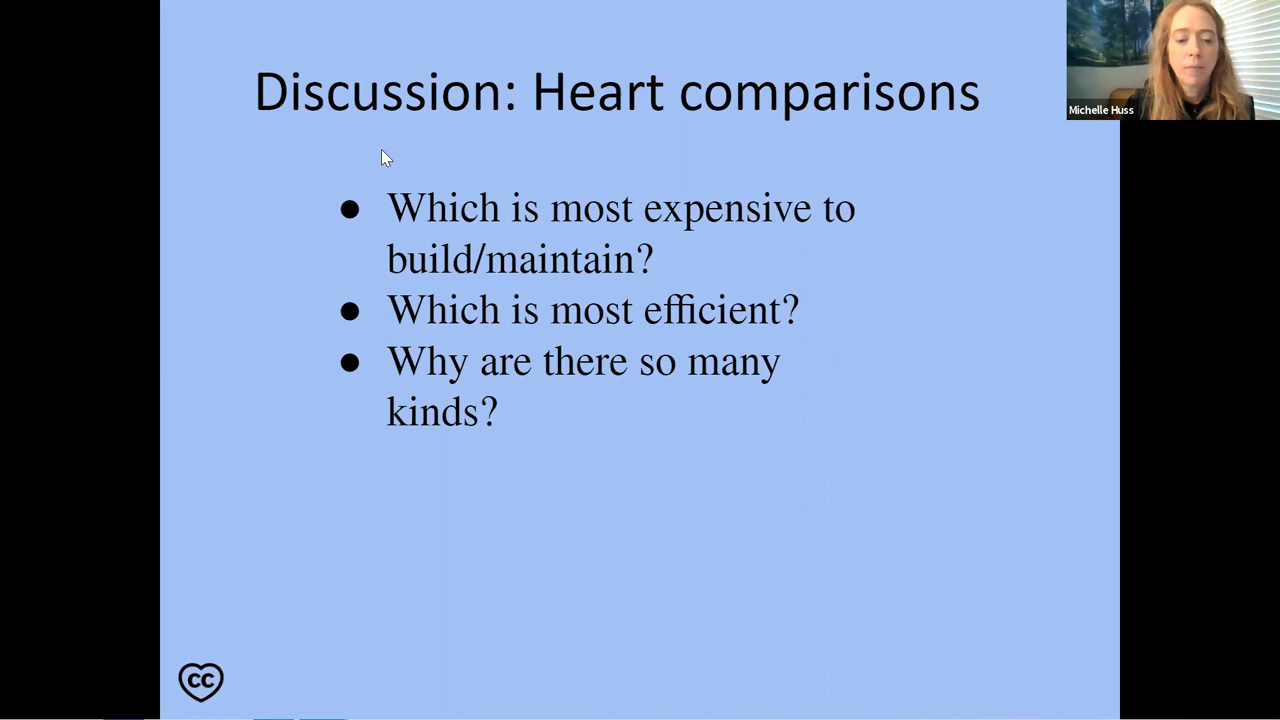 Discussion: Heart comparisons
Michelle Huss
● Which is most expensive to
build/maintain?
● Which is most efficient?
● Why are there so many
kinds?
CC